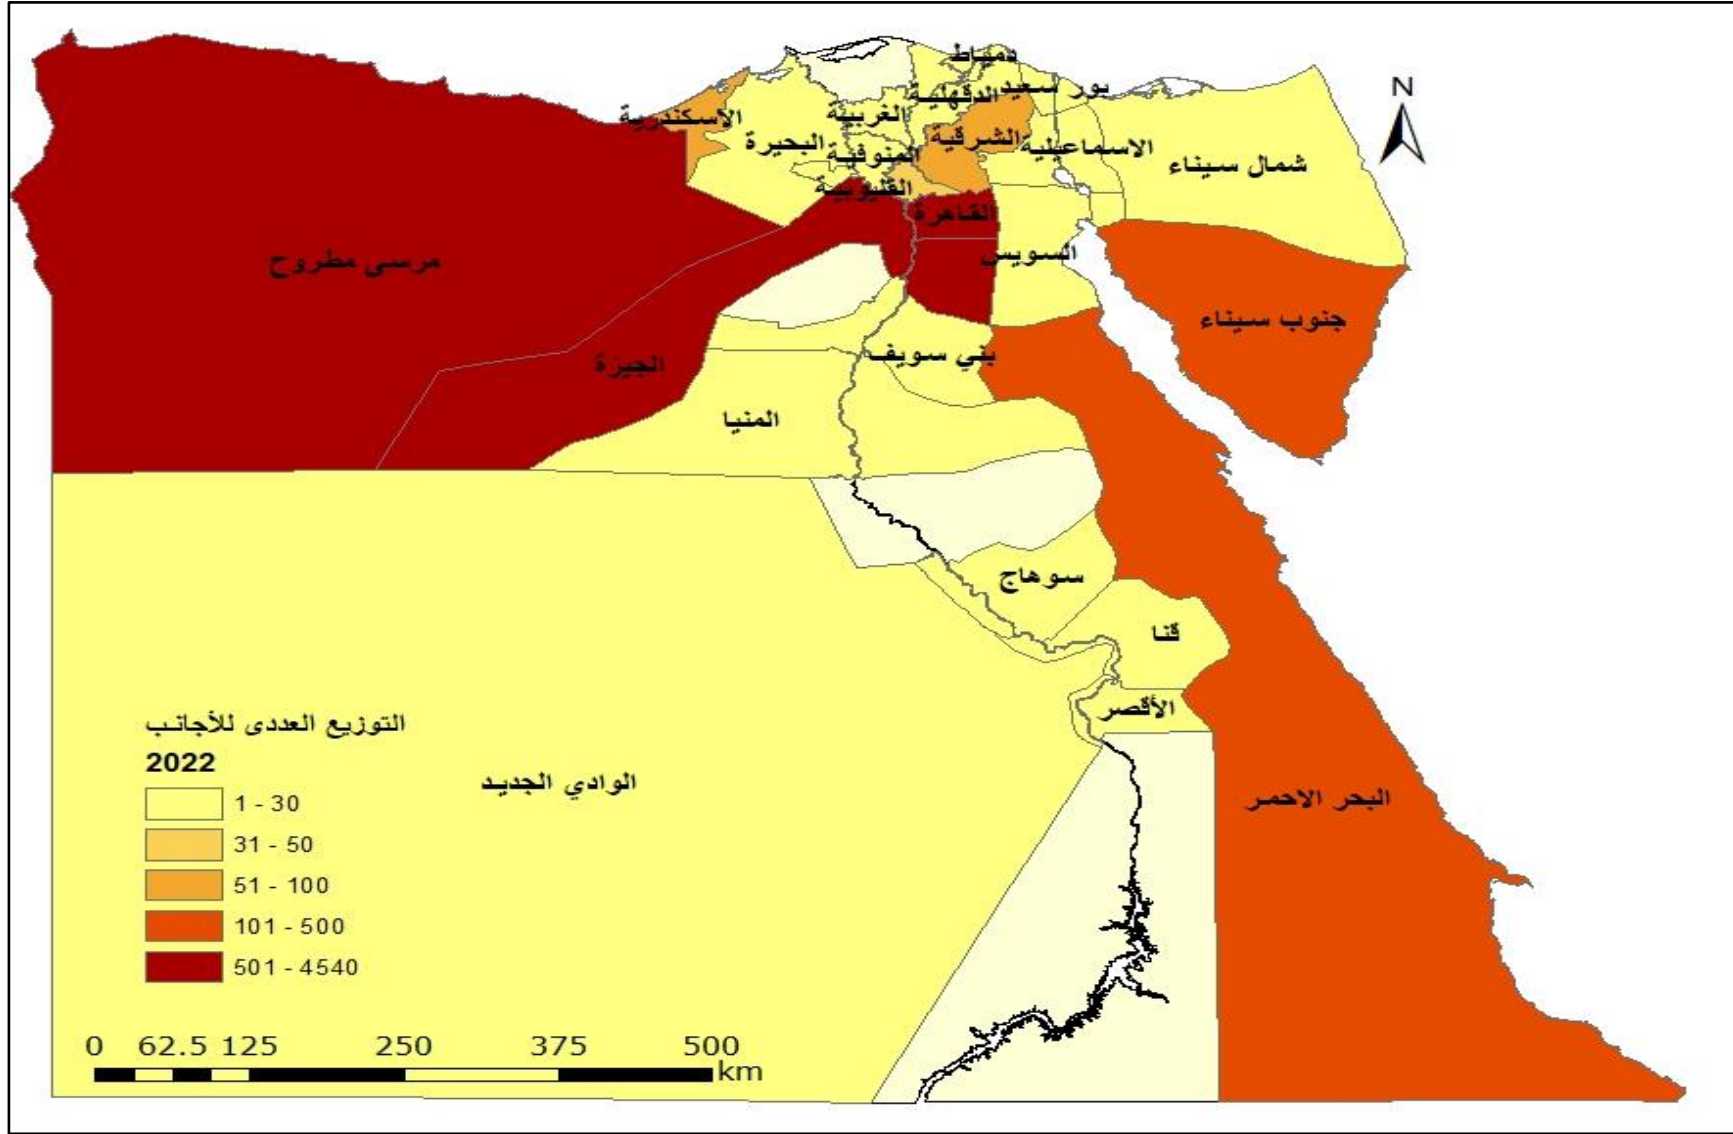 N
دمياط
بور سعيد
الدقهلية
الاسكندرية
الغربية
الشرقية
الاسماعيلية
البحيرة
المنوفية
شمال سيناء
القليوبية
القاهرة
السويس
مرسى مطروح
جنوب سيناء
بني سويف
الجيزة
المنيا
سوهاج
قنا
الأقصر
الوادي الجديد
البحر الاحمر
التوزيع العددى للأجانب
2022
1 - 30
31 - 50
51 - 100
101 - 500
501 - 4540
0 62.5 125 250 375 500
km